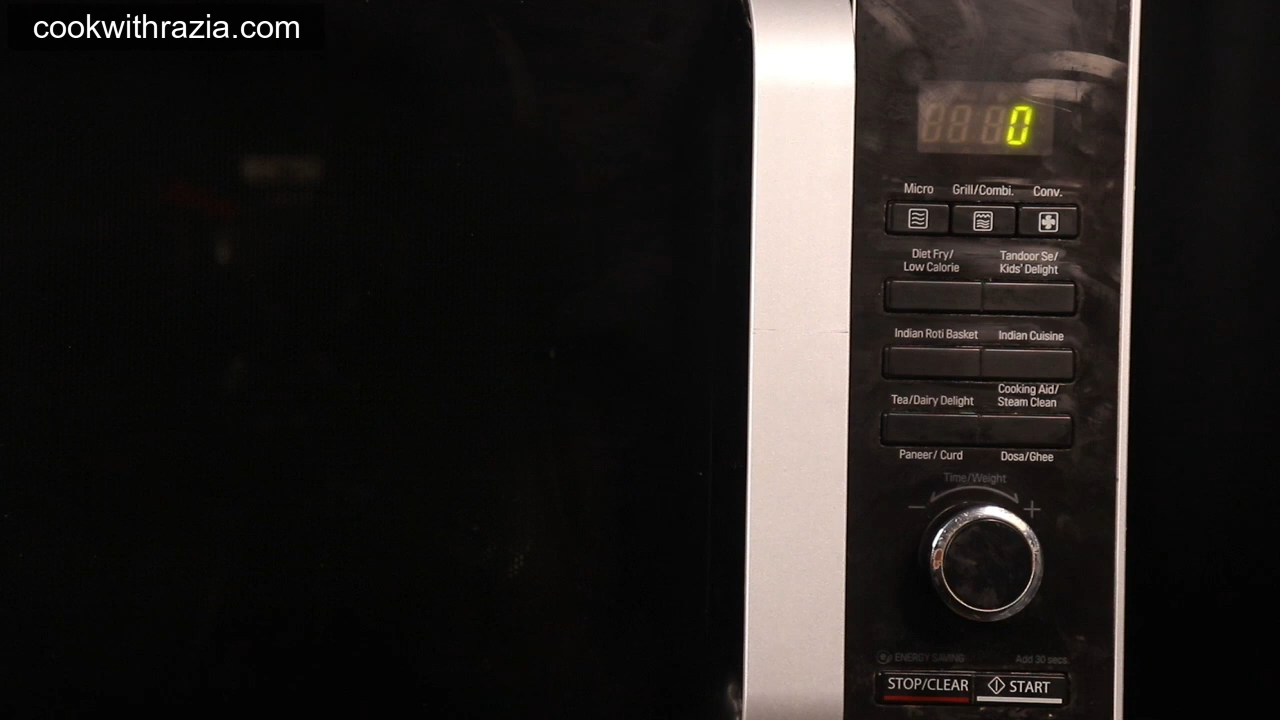 cookwithrazia.com
0
Micro Grill/Combi. Conv.
Diet Fry/
Low Calorie
Tandoor Se/
Kids' Delight
Indian Roti Basket Indian Cuisine
Tea/Dairy Delight
Cooking Aid/
Steam Clean
Paneer/ Curd Dosa/Ghee
Time/Weight
− +
ENERGY SAVING Add 30 secs.
STOP/CLEAR START